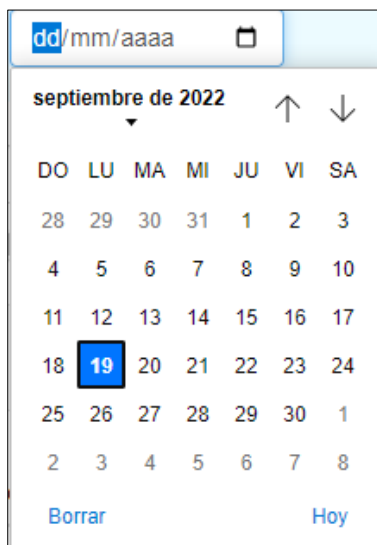 dd/mm/aaaa
septiembre de 2022
DO LU MA MI JU VI SA
28 29 30 31 1 2 3
4 5 6 7 8 9 10
11 12 13 14 15 16 17
18 19 20 21 22 23 24
25 26 27 28 29 30 1
2 3 4 5 6 7 8
Borrar Hoy